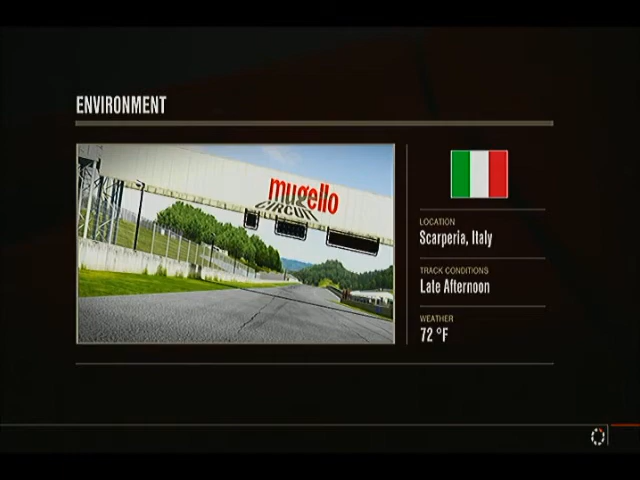 ENVIRONMENT
mugello
CIRCUIT
LOCATION
Scarperia, Italy
TRACK CONDITIONS
Late Afternoon
WEATHER
72 °F